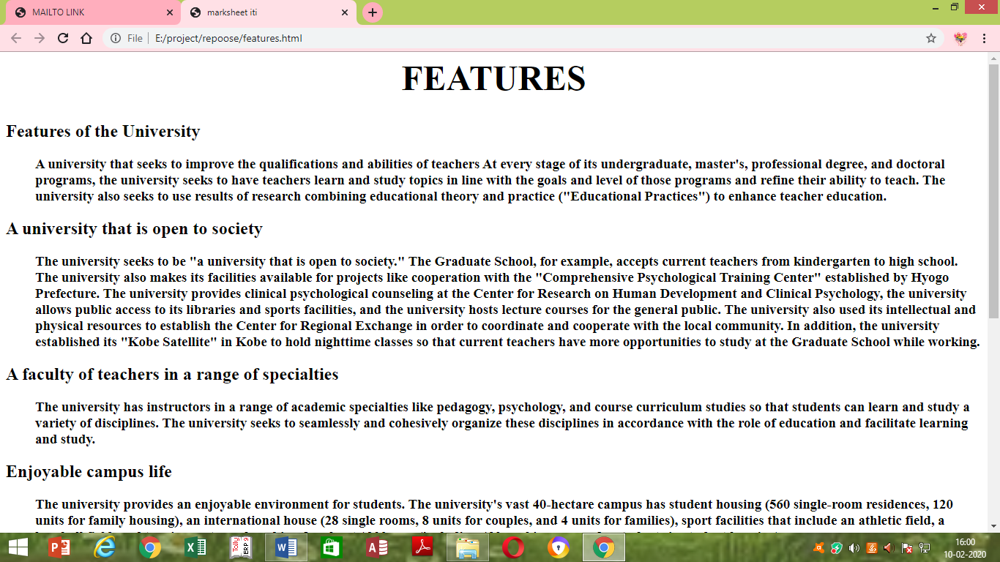 MAILTO LINK
marksheet iti
File
E:/project/repoose/features.html
FEATURES
Features of the University
A university that seeks to improve the qualifications and abilities of teachers At every stage of its undergraduate, master's, professional degree, and doctoral
programs, the university seeks to have teachers learn and study topics in line with the goals and level of those programs and refine their ability to teach. The
university also seeks to use results of research combining educational theory and practice ("Educational Practices") to enhance teacher education.
A university that is open to society
The university seeks to be "a university that is open to society." The Graduate School, for example, accepts current teachers from kindergarten to high school.
The university also makes its facilities available for projects like cooperation with the "Comprehensive Psychological Training Center" established by Hyogo
Prefecture. The university provides clinical psychological counseling at the Center for Research on Human Development and Clinical Psychology, the university
allows public access to its libraries and sports facilities, and the university hosts lecture courses for the general public. The university also used its intellectual and
physical resources to establish the Center for Regional Exchange in order to coordinate and cooperate with the local community. In addition, the university
established its "Kobe Satellite" in Kobe to hold nighttime classes so that current teachers have more opportunities to study at the Graduate School while working.
A faculty of teachers in a range of specialties
The university has instructors in a range of academic specialties like pedagogy, psychology, and course curriculum studies so that students can learn and study a
variety of disciplines. The university seeks to seamlessly and cohesively organize these disciplines in accordance with the role of education and facilitate learning
and study.
Enjoyable campus life
The university provides an enjoyable environment for students. The university's vast 40-hectare campus has student housing (560 single-room residences, 120
units for family housing), an international house (28 single rooms, 8 units for couples, and 4 units for families), sport facilities that include an athletic field, a
Tally ERP 9
16:00
10-02-2020